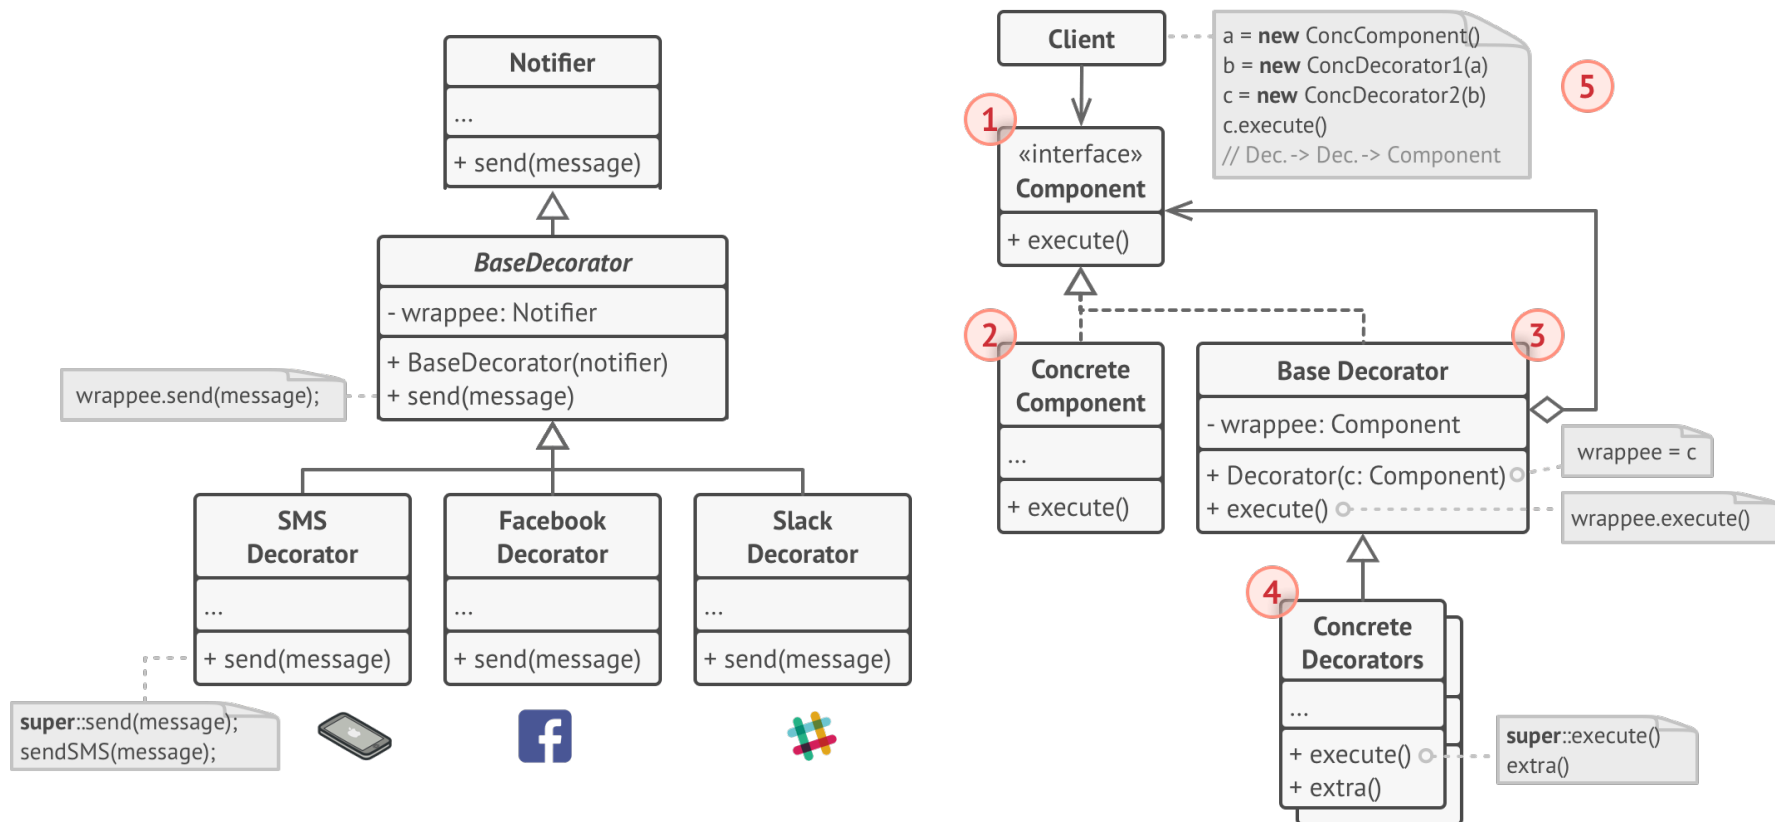 Notifier
...
+ send(message)
BaseDecorator
- wrappee: Notifier
+ BaseDecorator(notifier)
+ send(message)
wrappee.send(message);
SMS
Decorator
...
+ send(message)
Facebook
Decorator
...
+ send(message)
Slack
Decorator
...
+ send(message)
super::send(message);
sendSMS(message);
Client
a = new ConcComponent()
b = new ConcDecorator1(a)
c = new ConcDecorator2(b)
c.execute()
// Dec. -> Dec. -> Component
5
1
«interface»
Component
+ execute()
2
Concrete
Component
...
+ execute()
3
Base Decorator
- wrappee: Component
+ Decorator(c: Component)
+ execute()
wrappee = c
wrappee.execute()
4
Concrete
Decorators
...
+ execute()
+ extra()
super::execute()
extra()